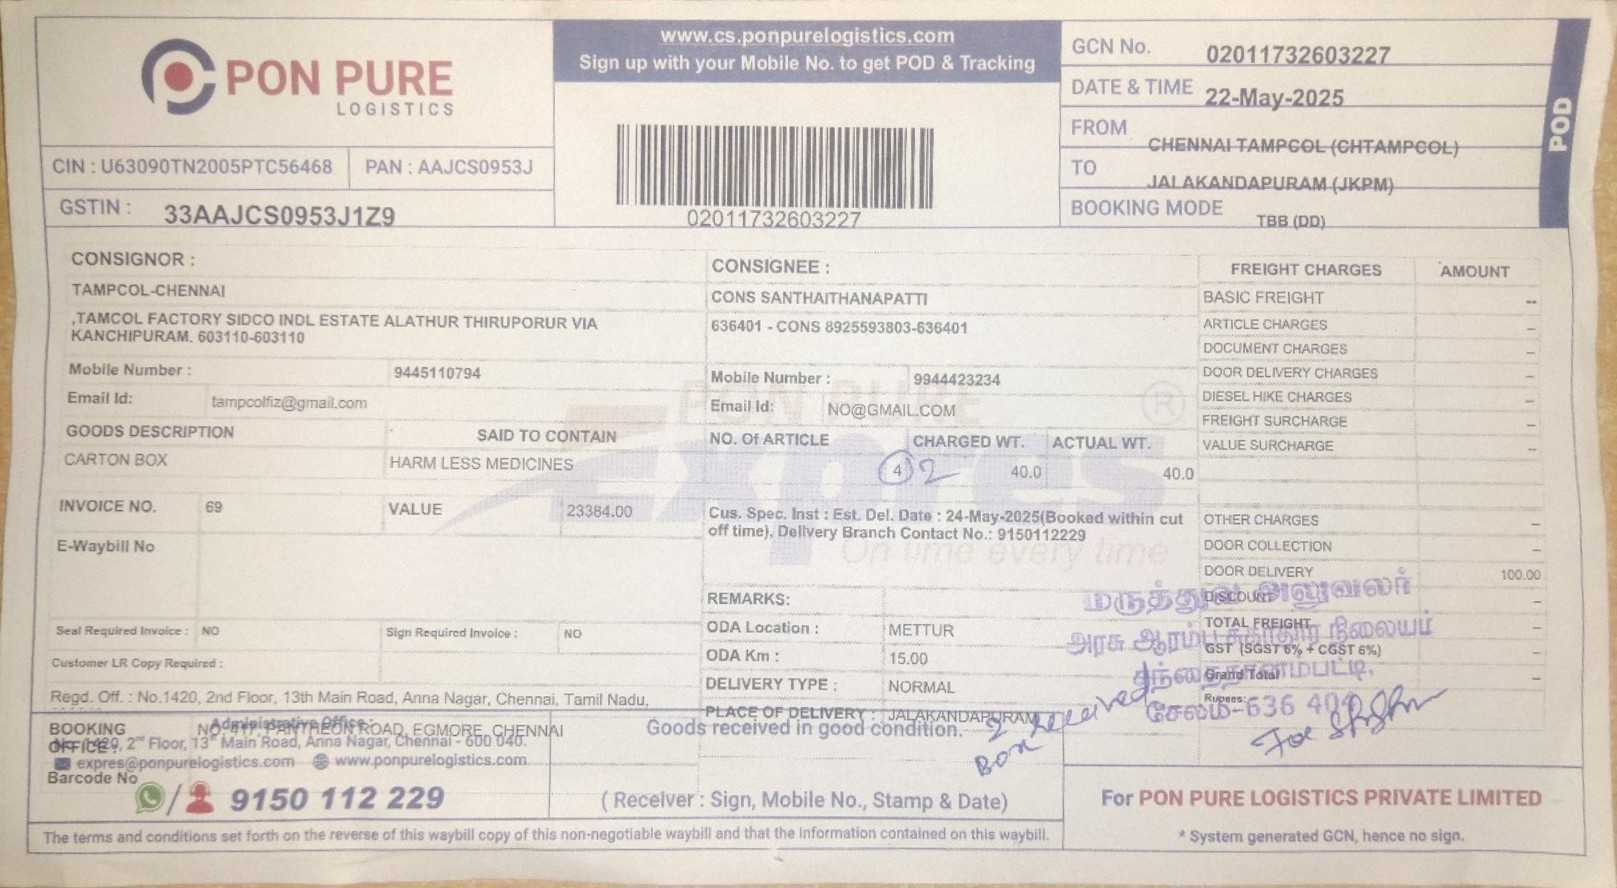 PON PURE
LOGISTICS
CIN : U63090TN2005PTC56468
PAN : AAJCS0953J
GSTIN : 33AAJCS0953J1Z9
www.cs.ponpurelogistics.com
Sign up with your Mobile No. to get POD & Tracking
02011732603227
GCN No. 02011732603227
DATE & TIME 22-May-2025
FROM CHENNAI TAMPCOL (CHTAMPCOL)
TO JALAKANDAPURAM (JKPM)
BOOKING MODE TBB (DD)
POD
CONSIGNOR :
TAMPCOL-CHENNAI
,TAMCOL FACTORY SIDCO INDL ESTATE ALATHUR THIRUPORUR VIA
KANCHIPURAM. 603110-603110
Mobile Number : 9445110794
Email Id: tampcolfiz@gmail.com
GOODS DESCRIPTION SAID TO CONTAIN
CARTON BOX HARM LESS MEDICINES
INVOICE NO. 69 VALUE 23384.00
E-Waybill No
Seal Required Invoice : NO Sign Required Invoice : NO
Customer LR Copy Required :
Regd. Off. : No.1420, 2nd Floor, 13th Main Road, Anna Nagar, Chennai, Tamil Nadu,
CONSIGNEE :
CONS SANTHAITHANAPATTI
636401 - CONS 8925593803-636401
Mobile Number : 9944423234
Email Id: NO@GMAIL.COM
NO. Of ARTICLE CHARGED WT. ACTUAL WT.
4 2 40.0 40.0
PON PURE
Expres
On time every time
®
Cus. Spec. Inst : Est. Del. Date : 24-May-2025(Booked within cut
off time), Delivery Branch Contact No.: 9150112229
REMARKS:
ODA Location : METTUR
ODA Km : 15.00
DELIVERY TYPE : NORMAL
PLACE OF DELIVERY : JALAKANDAPURAM
FREIGHT CHARGES AMOUNT
BASIC FREIGHT --
ARTICLE CHARGES –
DOCUMENT CHARGES –
DOOR DELIVERY CHARGES –
DIESEL HIKE CHARGES –
FREIGHT SURCHARGE –
VALUE SURCHARGE –
OTHER CHARGES –
DOOR COLLECTION –
DOOR DELIVERY 100.00
DISCOUNT –
TOTAL FREIGHT –
GST (SGST 6% + CGST 6%) –
Grand Total –
Rupees:
மருத்துவ அலுவலர்
அரசு ஆரம்ப சுகாதார நிலையம்
சேலம்-636 401
BOOKING OFFICE : NO. 417, PANTHEON ROAD, EGMORE, CHENNAI
Administrative Office :
No. 1420, 2nd Floor, 13th Main Road, Anna Nagar, Chennai - 600 040.
expres@ponpurelogistics.com www.ponpurelogistics.com
Barcode No
/ 9150 112 229
Goods received in good condition.
2 Box received
For
( Receiver : Sign, Mobile No., Stamp & Date)
For PON PURE LOGISTICS PRIVATE LIMITED
* System generated GCN, hence no sign.
The terms and conditions set forth on the reverse of this waybill copy of this non-negotiable waybill and that the Information contained on this waybill.